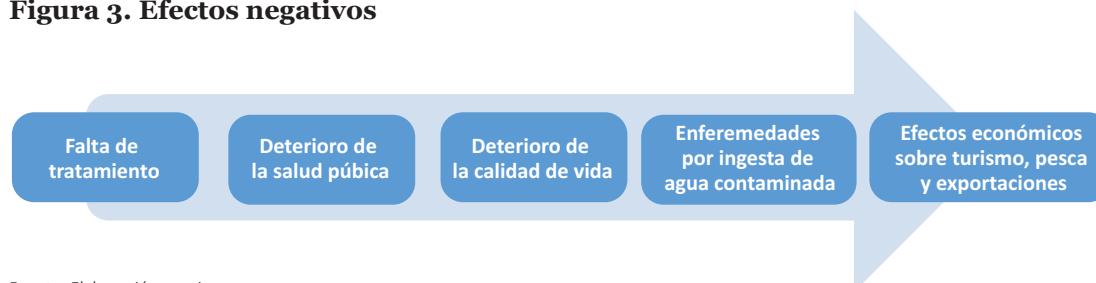 Figura 3. Efectos negativos
Falta de
tratamiento
Deterioro de
la salud púbica
Deterioro de
la calidad de vida
Enferemedades
por ingesta de
agua contaminada
Efectos económicos
sobre turismo, pesca
y exportaciones